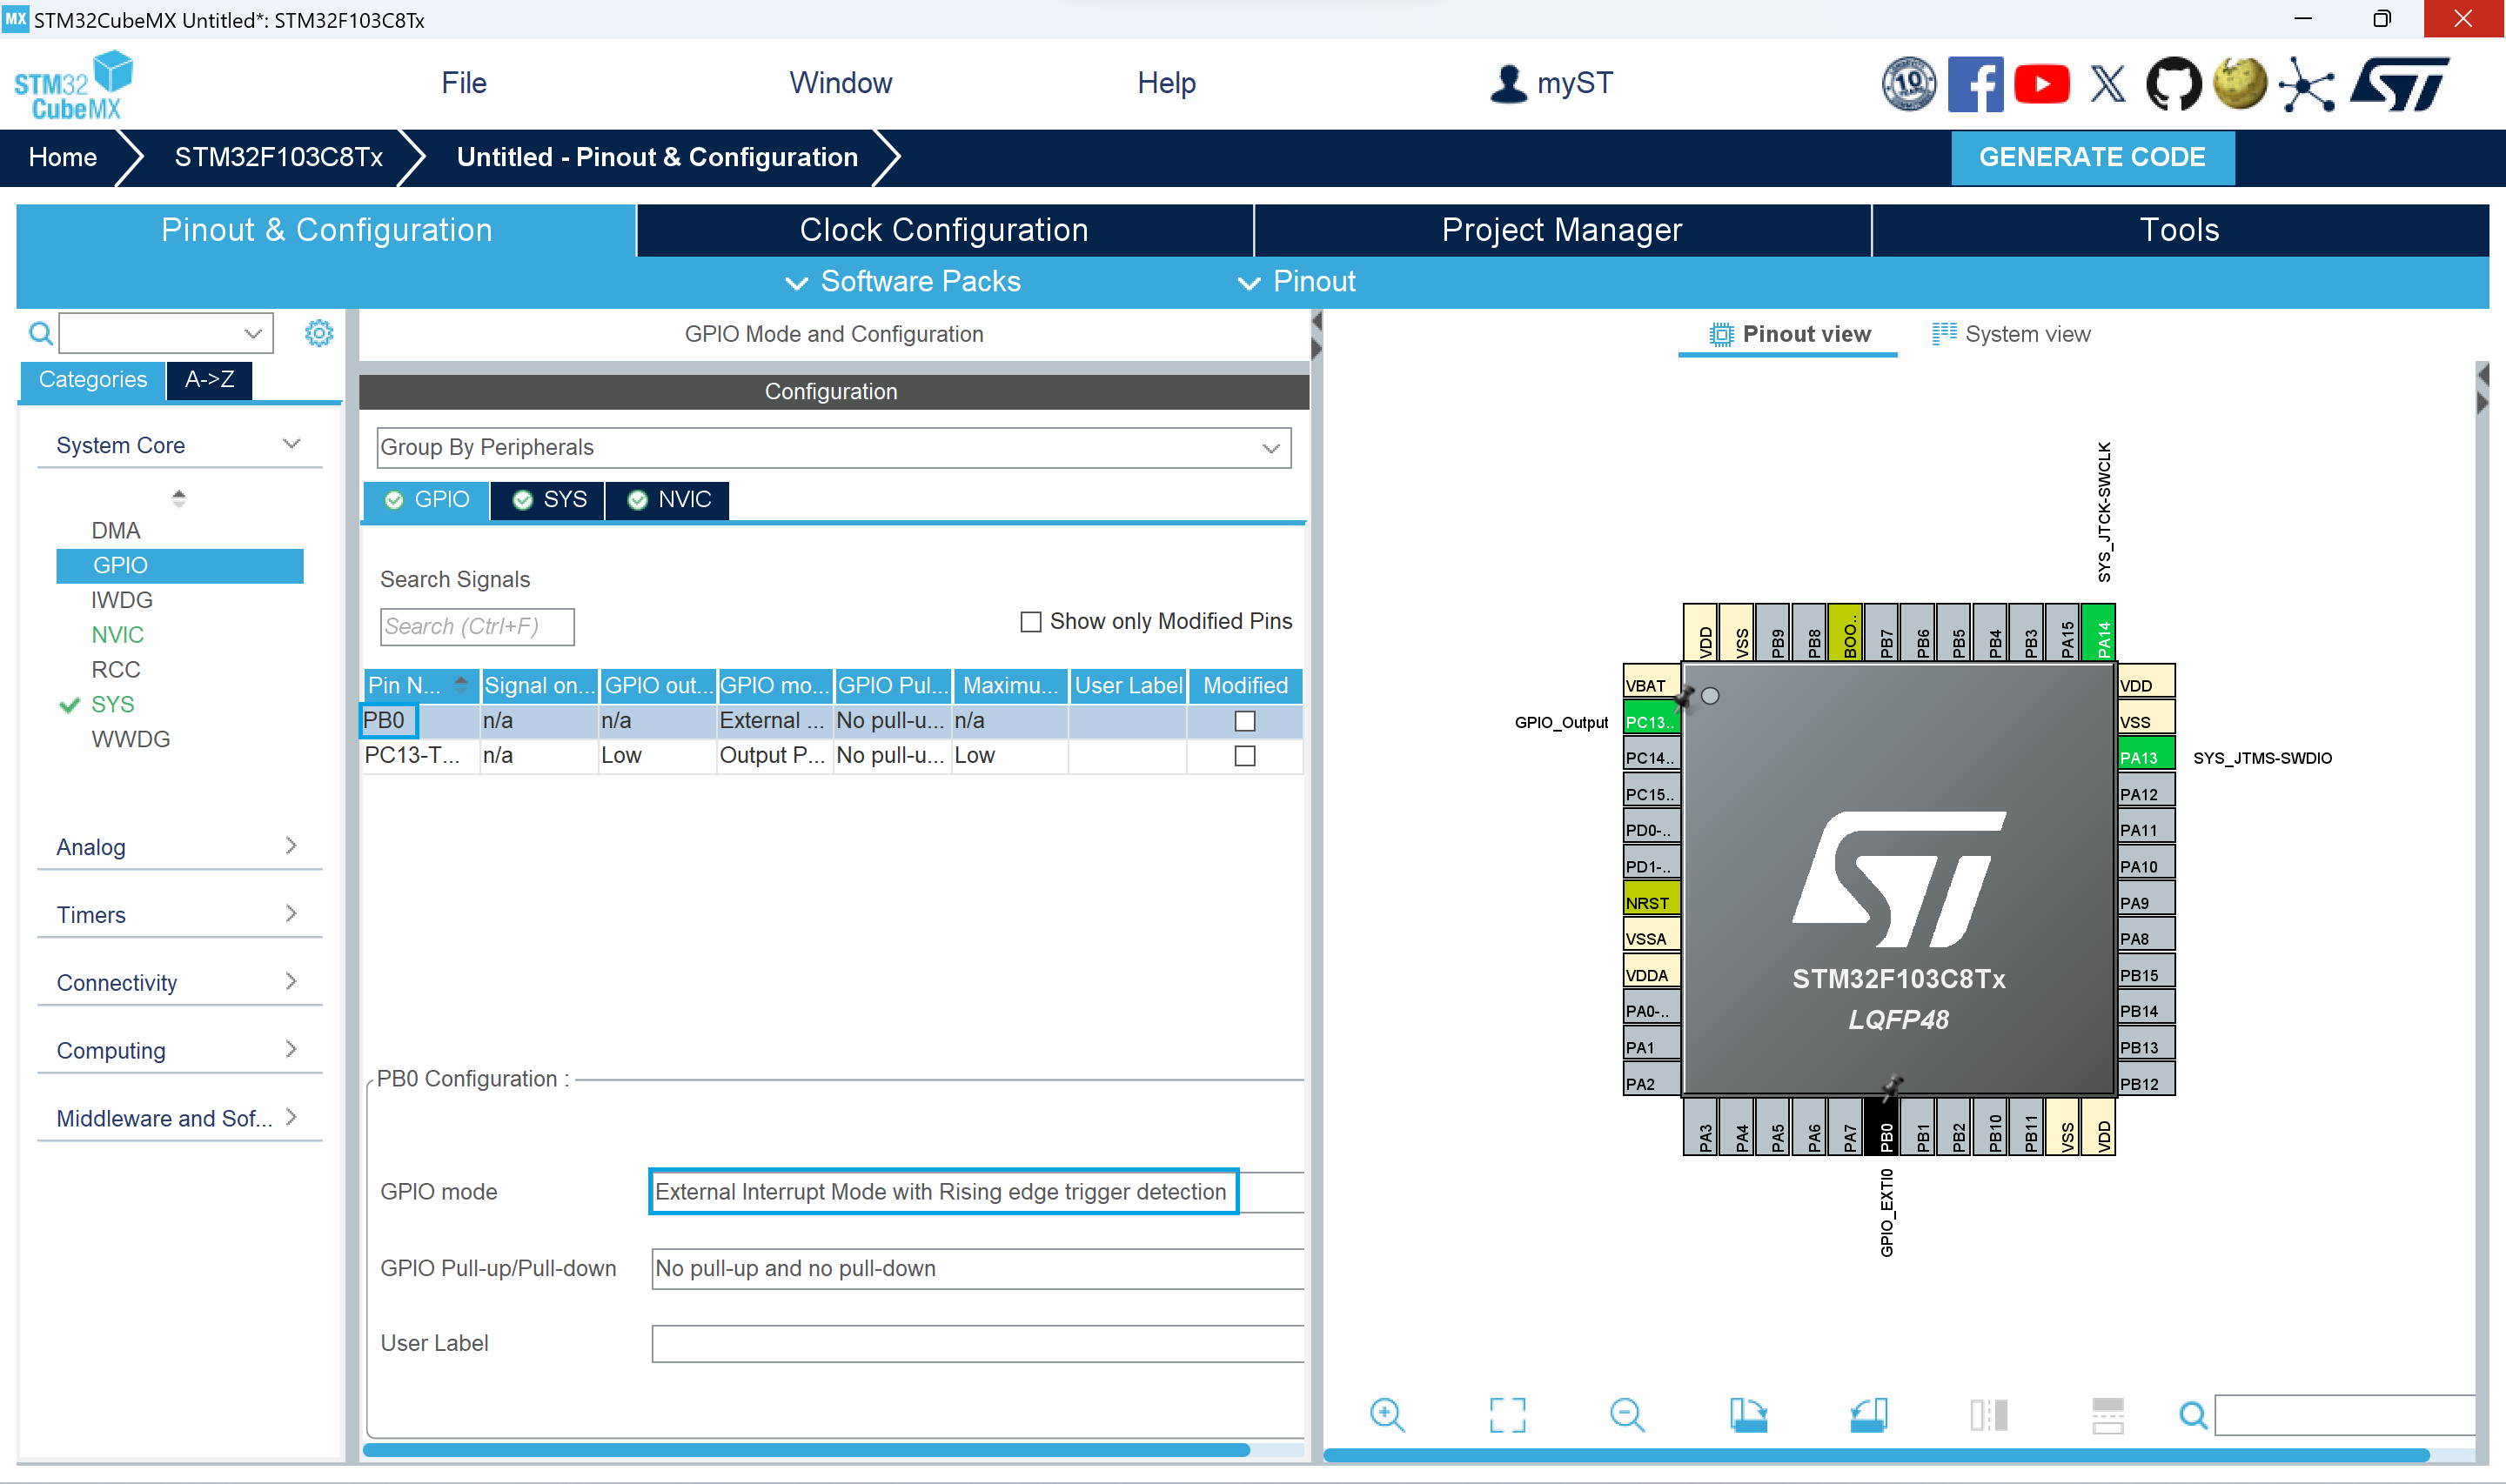 MX STM32CubeMX Untitled*: STM32F103C8Tx
STM32
CubeMX
File
Window
Help
myST
10
Home
STM32F103C8Tx
Untitled - Pinout & Configuration
GENERATE CODE
Pinout & Configuration
Clock Configuration
Project Manager
Tools
Software Packs
Pinout
Categories
A->Z
System Core
DMA
GPIO
IWDG
NVIC
RCC
SYS
WWDG
Analog
Timers
Connectivity
Computing
Middleware and Sof...
GPIO Mode and Configuration
Configuration
Group By Peripherals
GPIO
SYS
NVIC
Search Signals
Search (Ctrl+F)
Show only Modified Pins
Pin N... Signal on... GPIO out... GPIO mo... GPIO Pul... Maximu... User Label Modified
PB0 n/a n/a External ... No pull-u... n/a
PC13-T... n/a Low Output P... No pull-u... Low
PB0 Configuration :
GPIO mode
External Interrupt Mode with Rising edge trigger detection
GPIO Pull-up/Pull-down
No pull-up and no pull-down
User Label
Pinout view
System view
SYS_JTCK-SWCLK
VDD VSS PB9 PB8 BOO.. PB7 PB6 PB5 PB4 PB3 PA15 PA14
VBAT
GPIO_Output PC13..
PC14..
PC15..
PD0-..
PD1-..
NRST
VSSA
VDDA
PA0-..
PA1
PA2
STM32F103C8Tx
LQFP48
VDD
VSS
PA13 SYS_JTMS-SWDIO
PA12
PA11
PA10
PA9
PA8
PB15
PB14
PB13
PB12
PA3 PA4 PA5 PA6 PA7 PB0 PB1 PB2 PB10 PB11 VSS VDD
GPIO_EXTI0